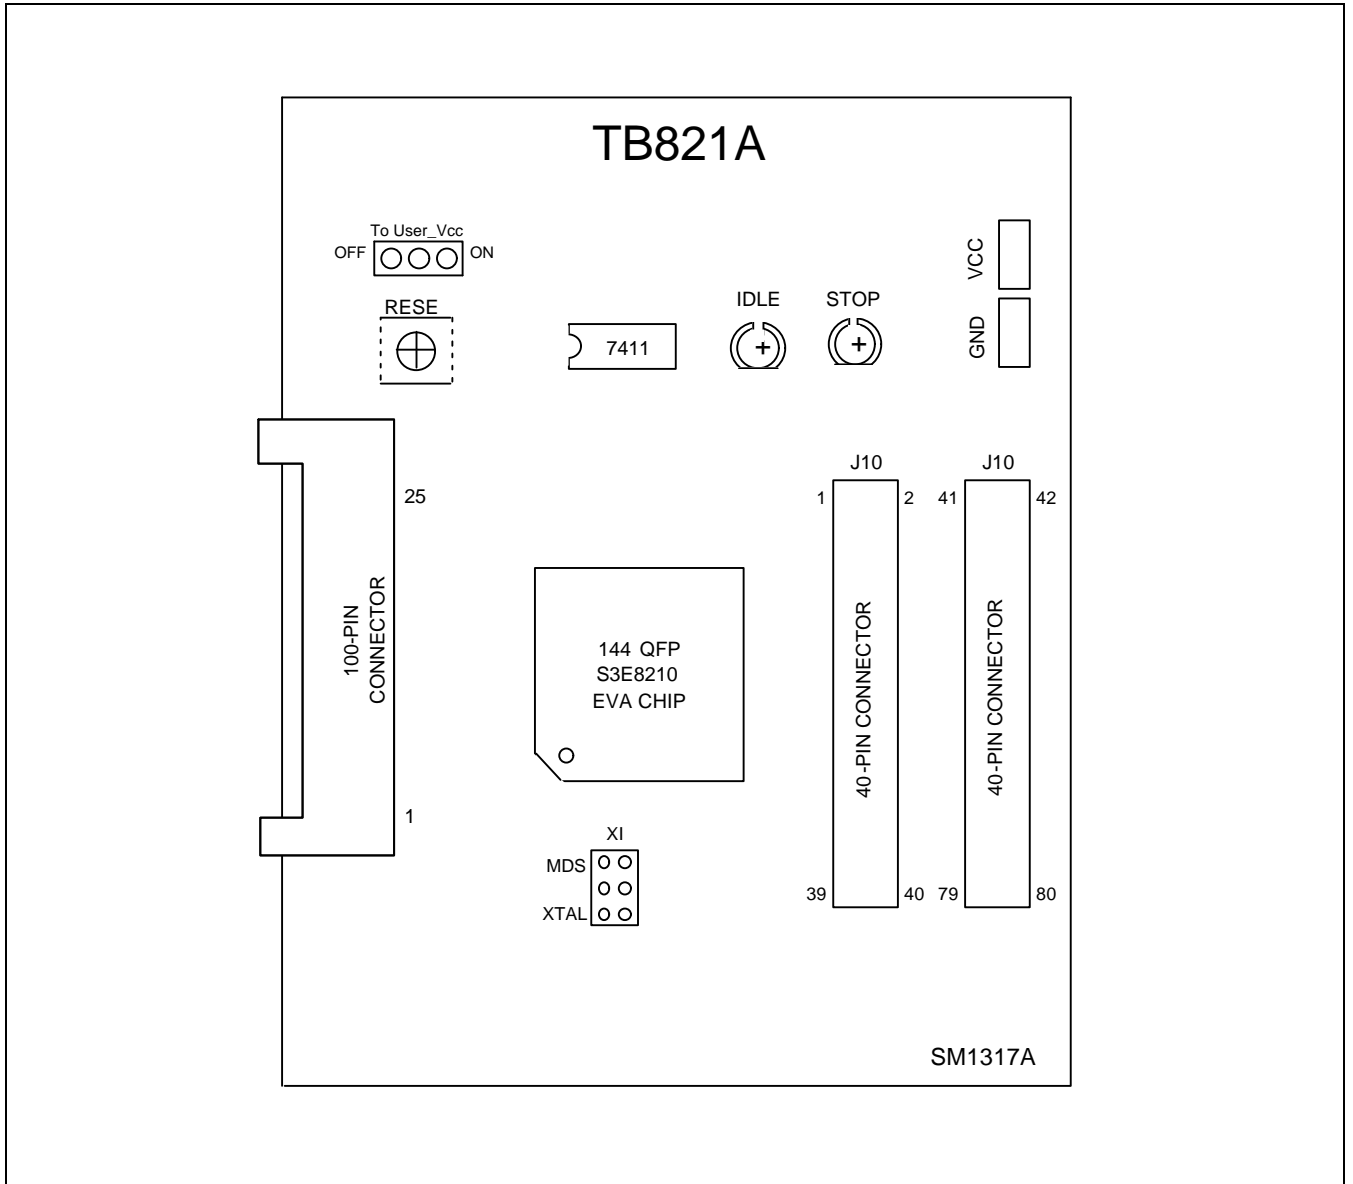 TB821A
To User_Vcc
OFF
ON
RESE
7411
IDLE
STOP
VCC
GND
25
100-PIN
CONNECTOR
1
144 QFP
S3E8210
EVA CHIP
XI
MDS
XTAL
J10
1
2
40-PIN CONNECTOR
39
40
J10
41
42
40-PIN CONNECTOR
79
80
SM1317A